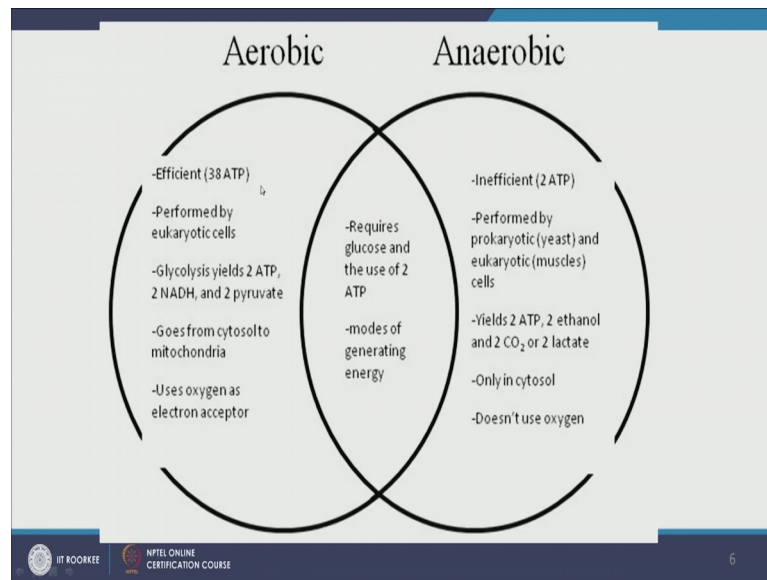 Aerobic
Anaerobic
-Efficient (38 ATP)
-Performed by
eukaryotic cells
-Glycolysis yields 2 ATP,
2 NADH, and 2 pyruvate
-Goes from cytosol to
mitochondria
-Uses oxygen as
electron acceptor
-Requires
glucose and
the use of 2
ATP
-modes of
generating
energy
-Inefficient (2 ATP)
-Performed by
prokaryotic (yeast) and
eukaryotic (muscles)
cells
-Yields 2 ATP, 2 ethanol
and 2 CO₂ or 2 lactate
-Only in cytosol
-Doesn't use oxygen
IIT ROORKEE
NPTEL ONLINE
CERTIFICATION COURSE
6